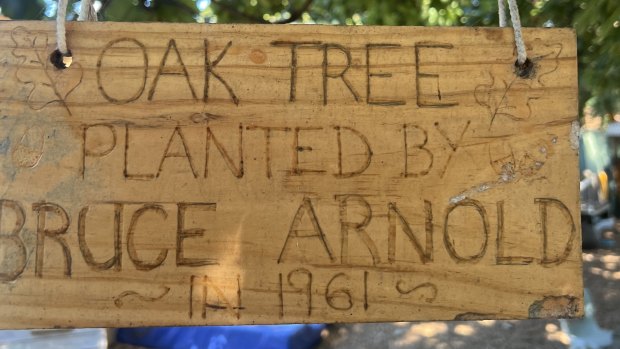 OAK TREE
PLANTED BY
BRUCE ARNOLD
~ IN 1961 ~